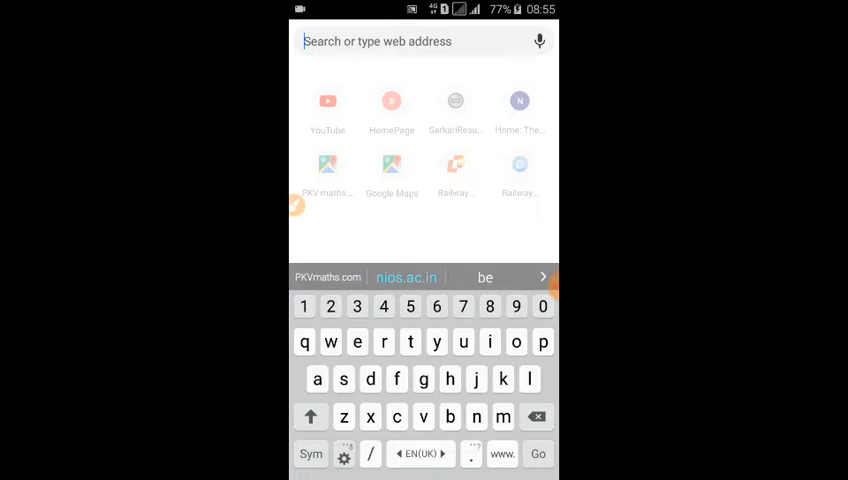 4G 1 77% 08:55
Search or type web address
YouTube B HomePage SarkariResu... N Home: The...
PKV maths... Google Maps Railway... Railway...
PKVmaths.com nios.ac.in be
1 2 3 4 5 6 7 8 9 0
q w e r t y u i o p
a s d f g h j k l
z x c v b n m
Sym / EN(UK) . www. Go